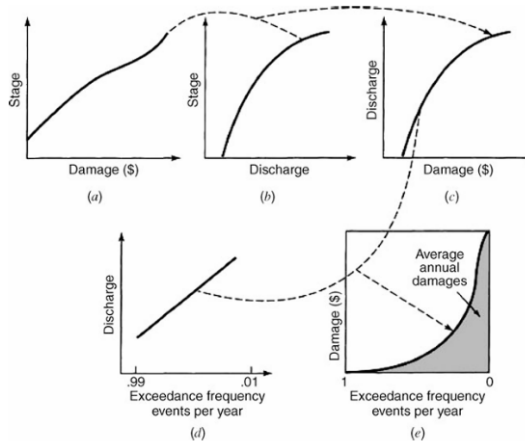 Stage
Damage ($)
(a)
Stage
Discharge
(b)
Discharge
Damage ($)
(c)
Discharge
.99
.01
Exceedance frequency
events per year
(d)
Damage ($)
Average
annual
damages
1
0
Exceedance frequency
events per year
(e)